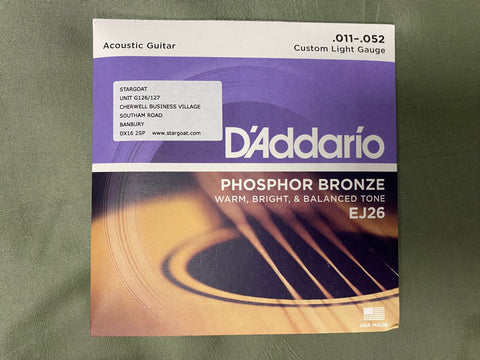 Acoustic Guitar
.011-.052
Custom Light Gauge
STARGOAT
UNIT G126/127
CHERWELL BUSINESS VILLAGE
SOUTHAM ROAD
BANBURY
OX16 2SP www.stargoat.com
D'Addario
PHOSPHOR BRONZE
WARM, BRIGHT, & BALANCED TONE
EJ26
USA MADE